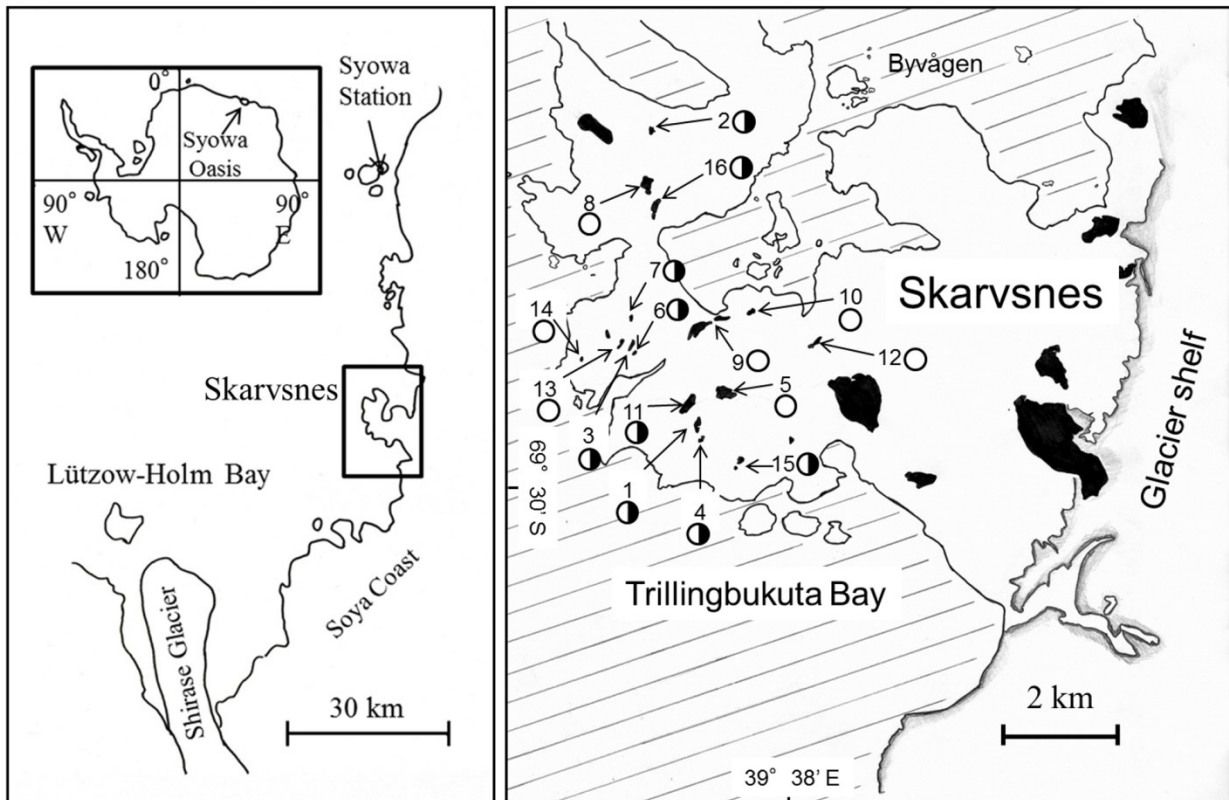 0°
Syowa
Oasis
90°
W
90°
E
180°
Syowa
Station
Skarvsnes
Lützow-Holm Bay
Shirase Glacier
Soya Coast
30 km
Byvågen
2
16
8
7
6
14
10
Skarvsnes
9
12
13
5
11
3
15
1
4
69° 30' S
Glacier shelf
Trillingbukuta Bay
2 km
39° 38' E